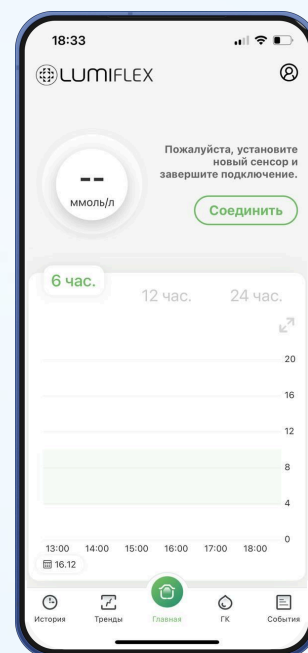 18:33
LUMIFLEX
Пожалуйста, установите
новый сенсор и
завершите подключение.
--
ммоль/л
Соединить
6 час.
12 час.
24 час.
20
16
12
8
4
0
13:00 14:00 15:00 16:00 17:00 18:00
16.12
История Тренды Главная ГК События